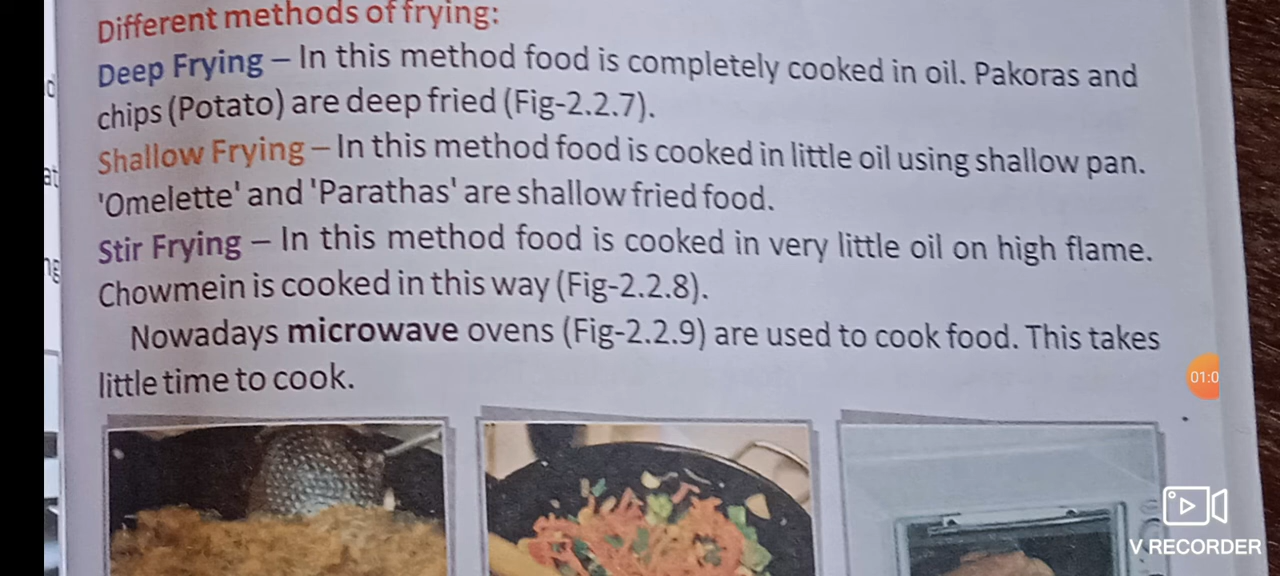 Different methods of frying:
Deep Frying – In this method food is completely cooked in oil. Pakoras and
chips (Potato) are deep fried (Fig-2.2.7).
Shallow Frying – In this method food is cooked in little oil using shallow pan.
'Omelette' and 'Parathas' are shallow fried food.
Stir Frying – In this method food is cooked in very little oil on high flame.
Chowmein is cooked in this way (Fig-2.2.8).
Nowadays microwave ovens (Fig-2.2.9) are used to cook food. This takes
little time to cook.
01:0
V RECORDER